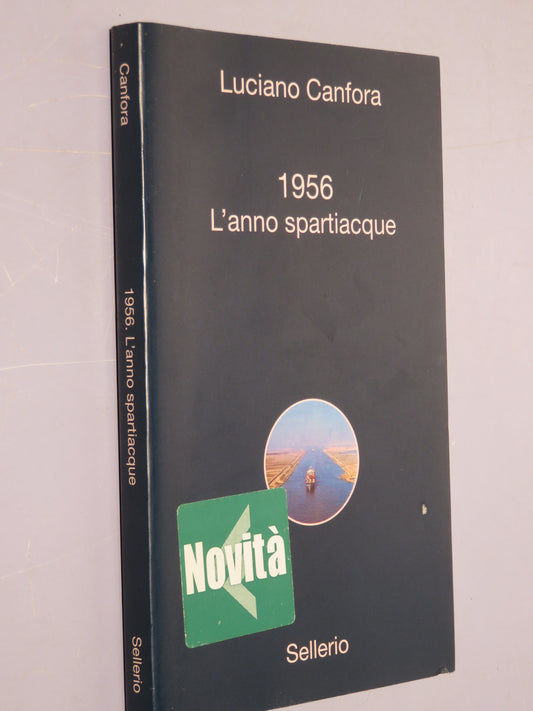 Canfora
1956. L'anno spartiacque
Sellerio
Luciano Canfora
1956
L'anno spartiacque
Novità
Sellerio